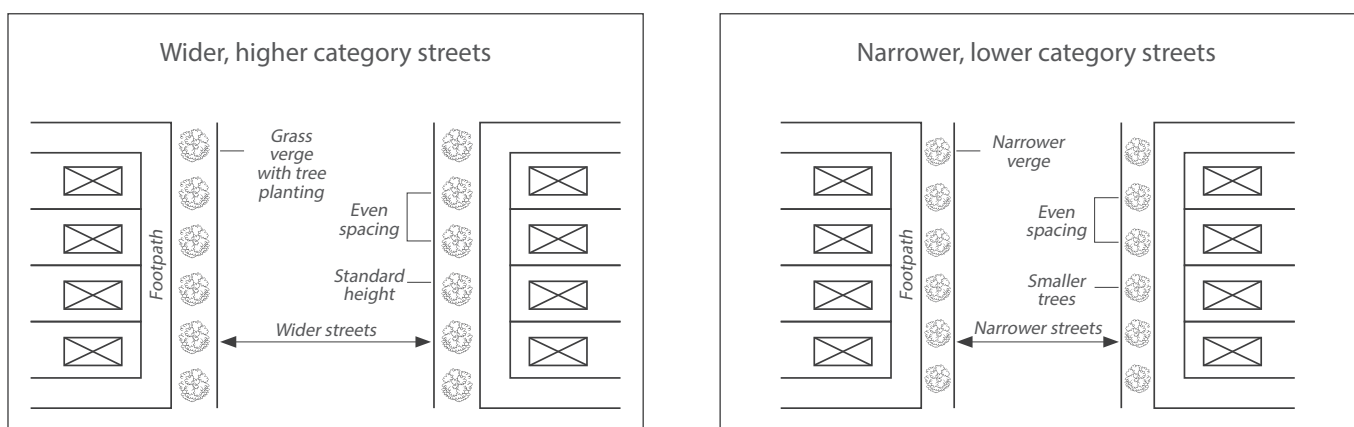 Wider, higher category streets
Grass
verge
with tree
planting
Even
spacing
Standard
height
Footpath
Wider streets
Narrower, lower category streets
Narrower
verge
Even
spacing
Smaller
trees
Footpath
Narrower streets